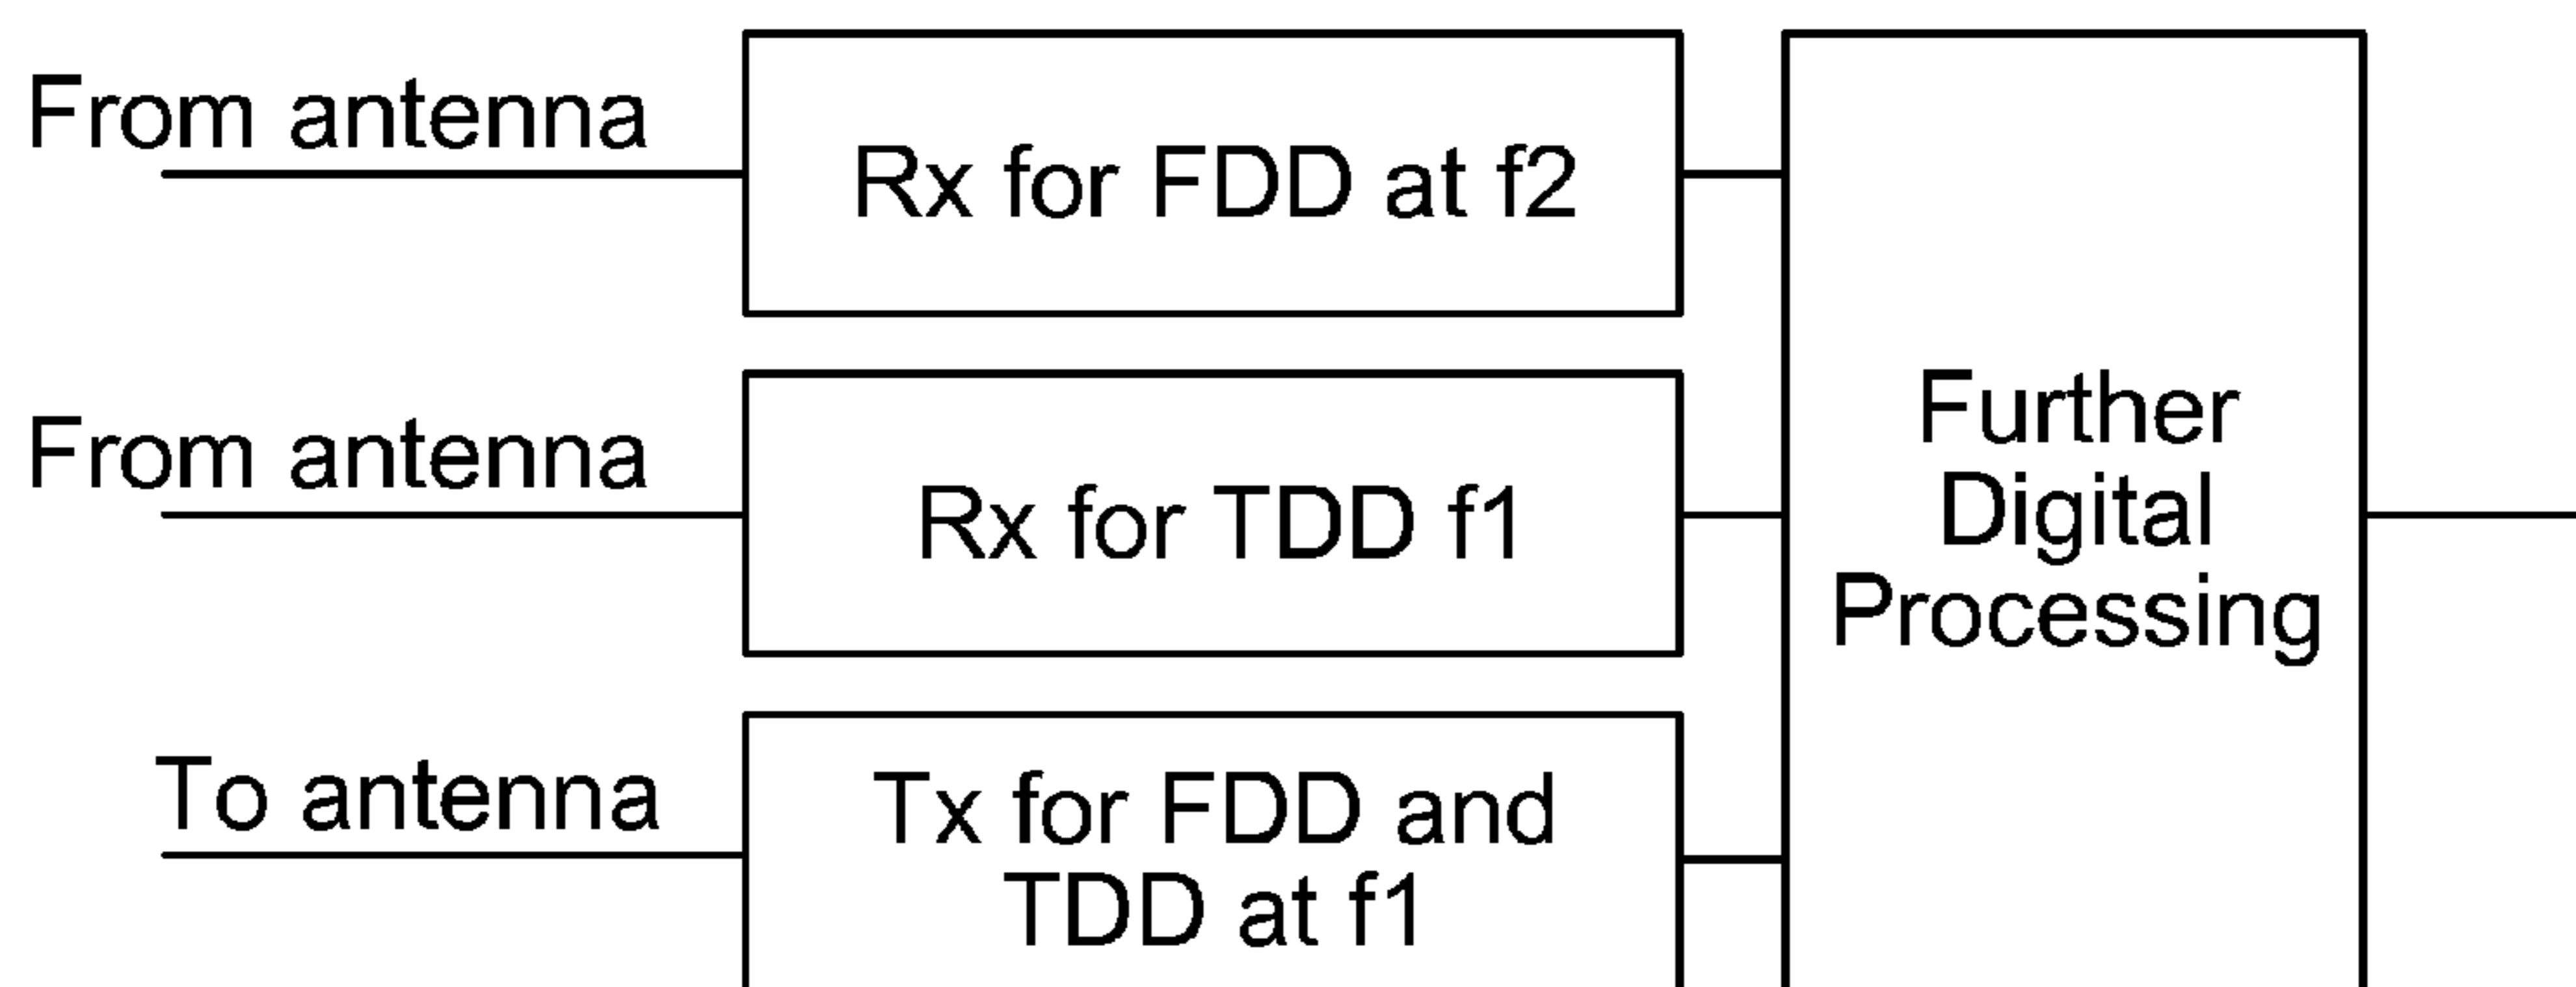 From antenna
Rx for FDD at f2
From antenna
Rx for TDD f1
Further
Digital
Processing
To antenna
Tx for FDD and
TDD at f1